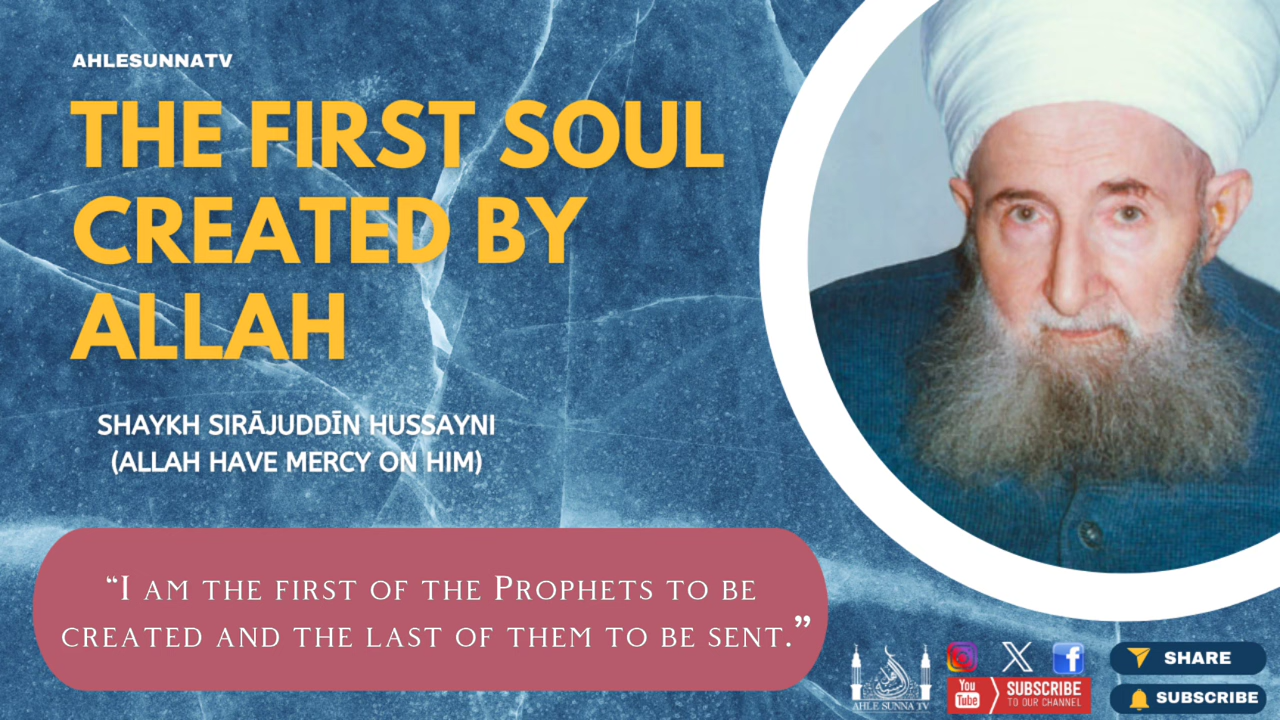 AHLESUNNATV
THE FIRST SOUL
CREATED BY
ALLAH
SHAYKH SIRĀJUDDĪN HUSSAYNI
(ALLAH HAVE MERCY ON HIM)
“I AM THE FIRST OF THE PROPHETS TO BE
CREATED AND THE LAST OF THEM TO BE SENT.”
AHLE SUNNA TV
You Tube
SUBSCRIBE
TO OUR CHANNEL
SHARE
SUBSCRIBE